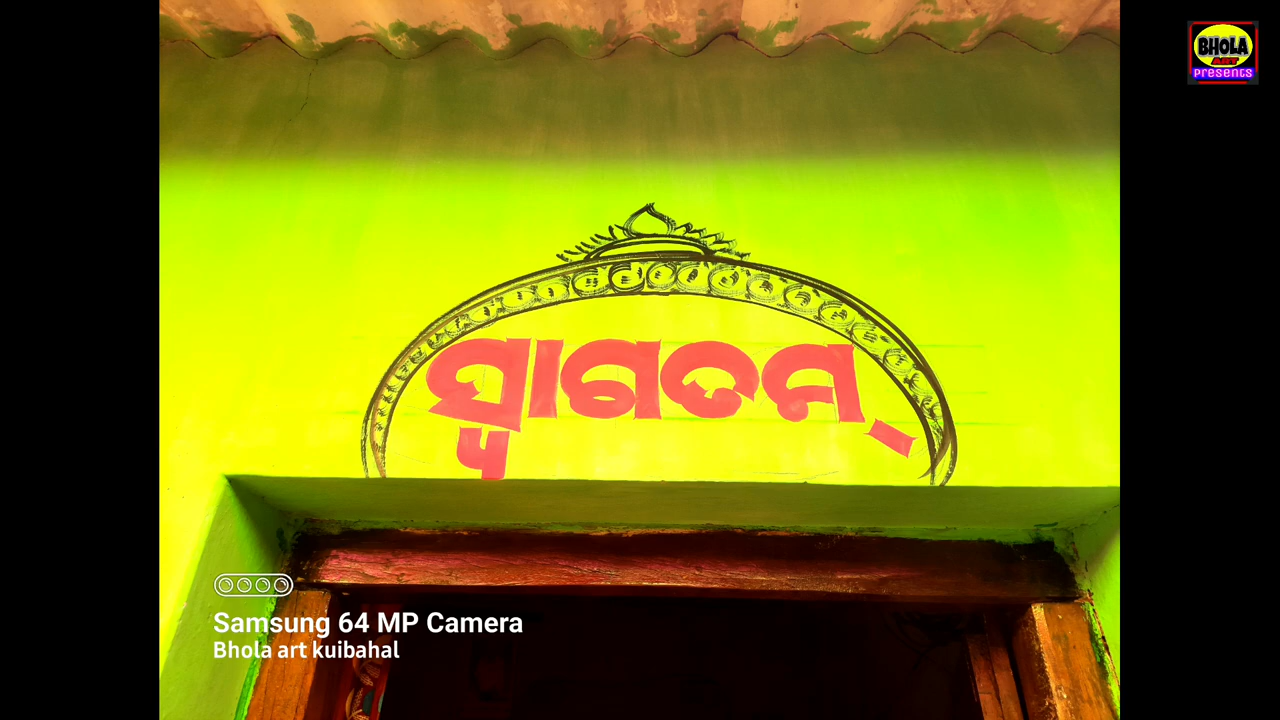 BHOLA
ART
presents
ସ୍ୱାଗତମ୍
Samsung 64 MP Camera
Bhola art kuibahal